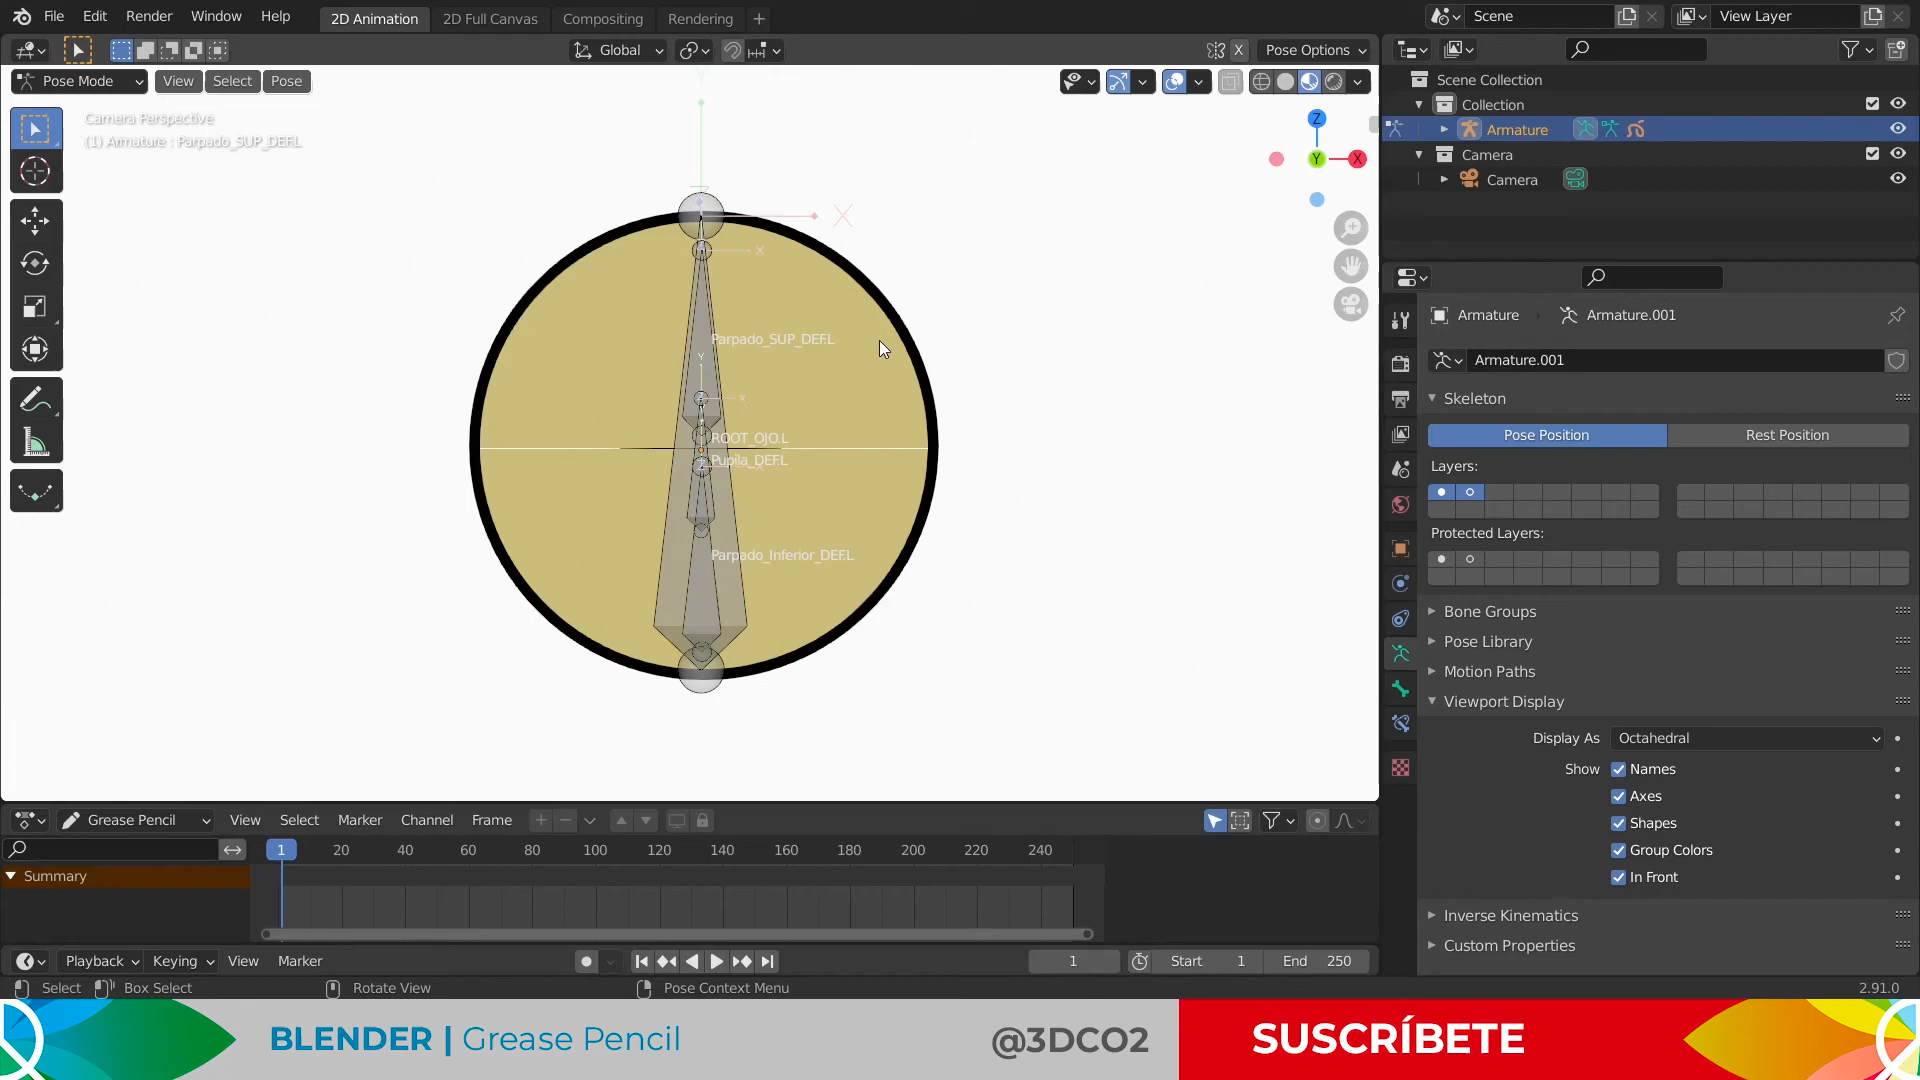 File Edit Render Window Help 2D Animation 2D Full Canvas Compositing Rendering + Scene View Layer
Global X Pose Options
Pose Mode View Select Pose
Camera Perspective
(1) Armature : Parpado_SUP_DEF.L
Z
Y
X
X
X
Parpado_SUP_DEF.L
Y
X
ROOT_OJO.L
Pupila_DEF.L
Parpado_Inferior_DEF.L
Scene Collection
Collection
Armature
Camera
Camera
Armature Armature.001
Armature.001
Skeleton
Pose Position Rest Position
Layers:
Protected Layers:
Bone Groups
Pose Library
Motion Paths
Viewport Display
Display As Octahedral
Show Names
Axes
Shapes
Group Colors
In Front
Inverse Kinematics
Custom Properties
Grease Pencil View Select Marker Channel Frame
1 20 40 60 80 100 120 140 160 180 200 220 240
Summary
Playback Keying View Marker 1 Start 1 End 250
Select Box Select Rotate View Pose Context Menu 2.91.0
BLENDER | Grease Pencil @3DCO2 SUSCRÍBETE